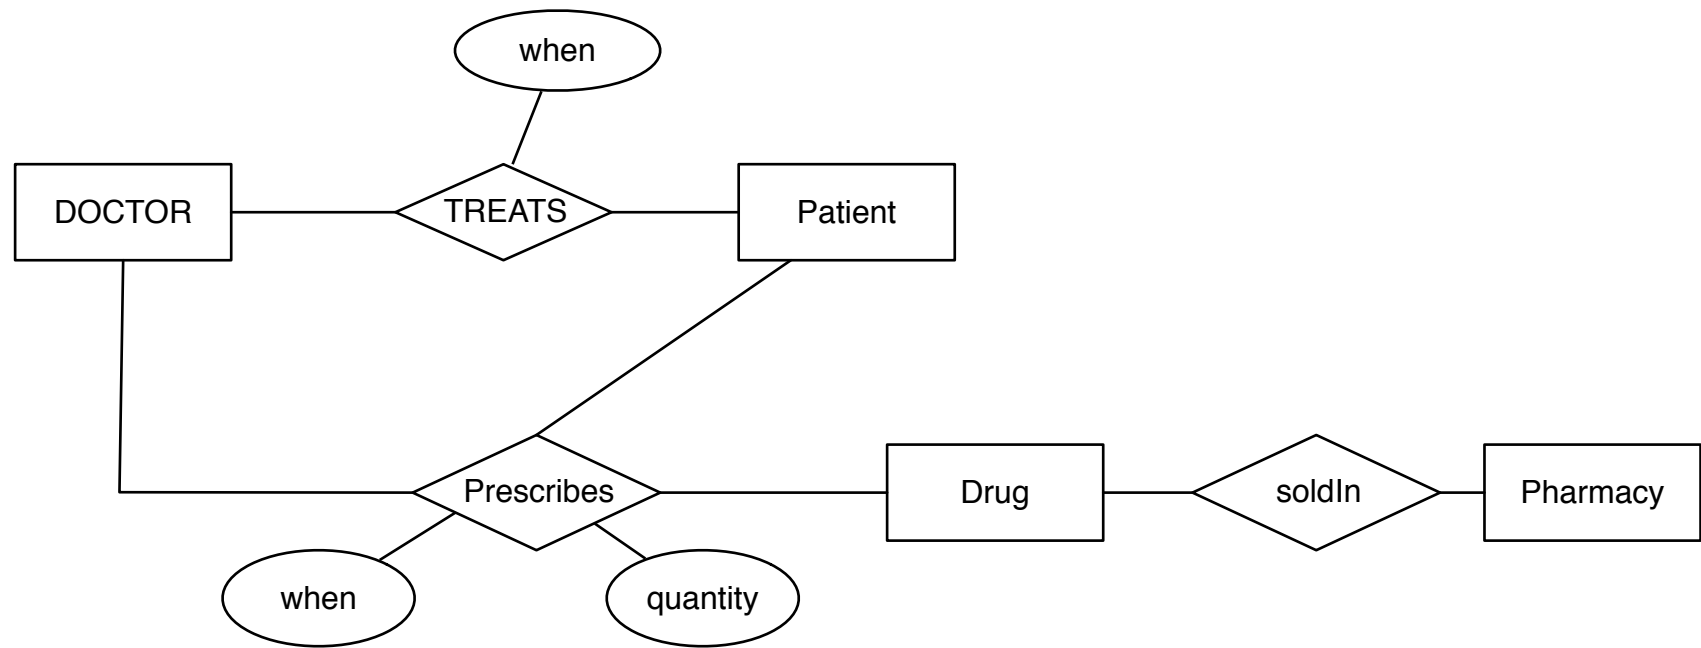 when
DOCTOR
TREATS
Patient
Prescribes
Drug
soldIn
Pharmacy
when
quantity